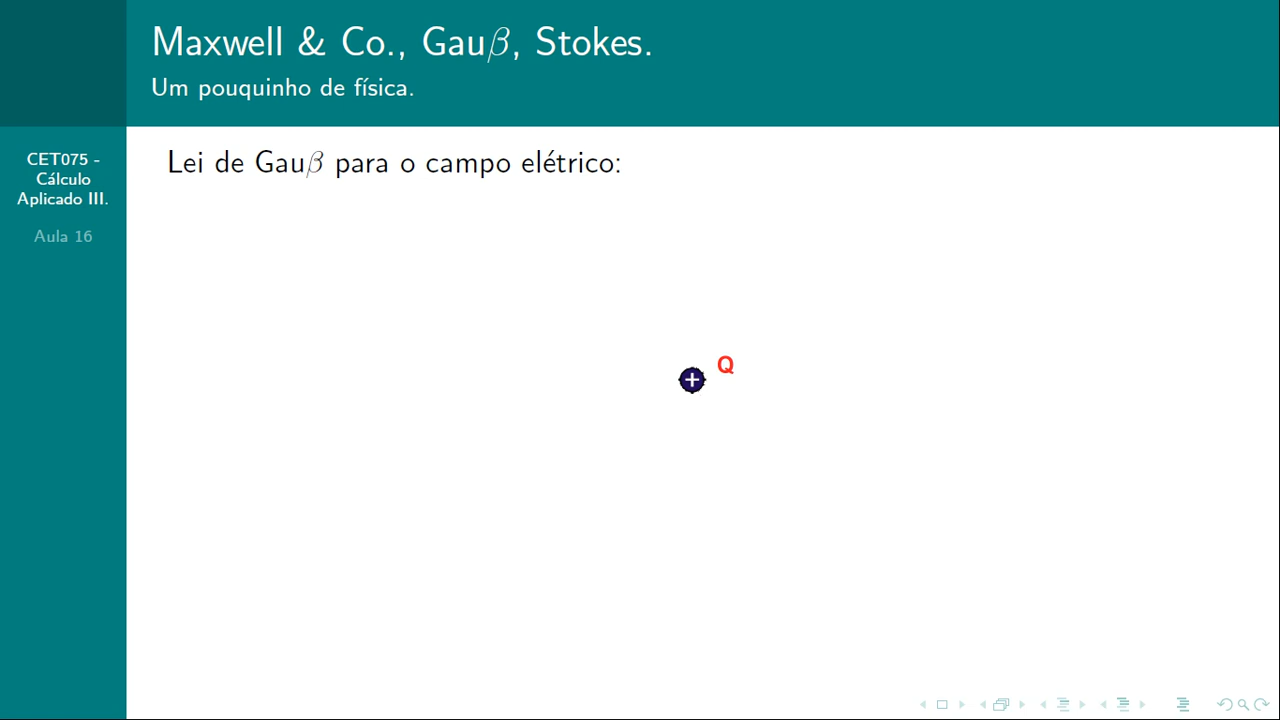 Maxwell & Co., Gauβ, Stokes.
Um pouquinho de física.
CET075 -
Cálculo
Aplicado III.
Aula 16
Lei de Gauβ para o campo elétrico:
Q
+